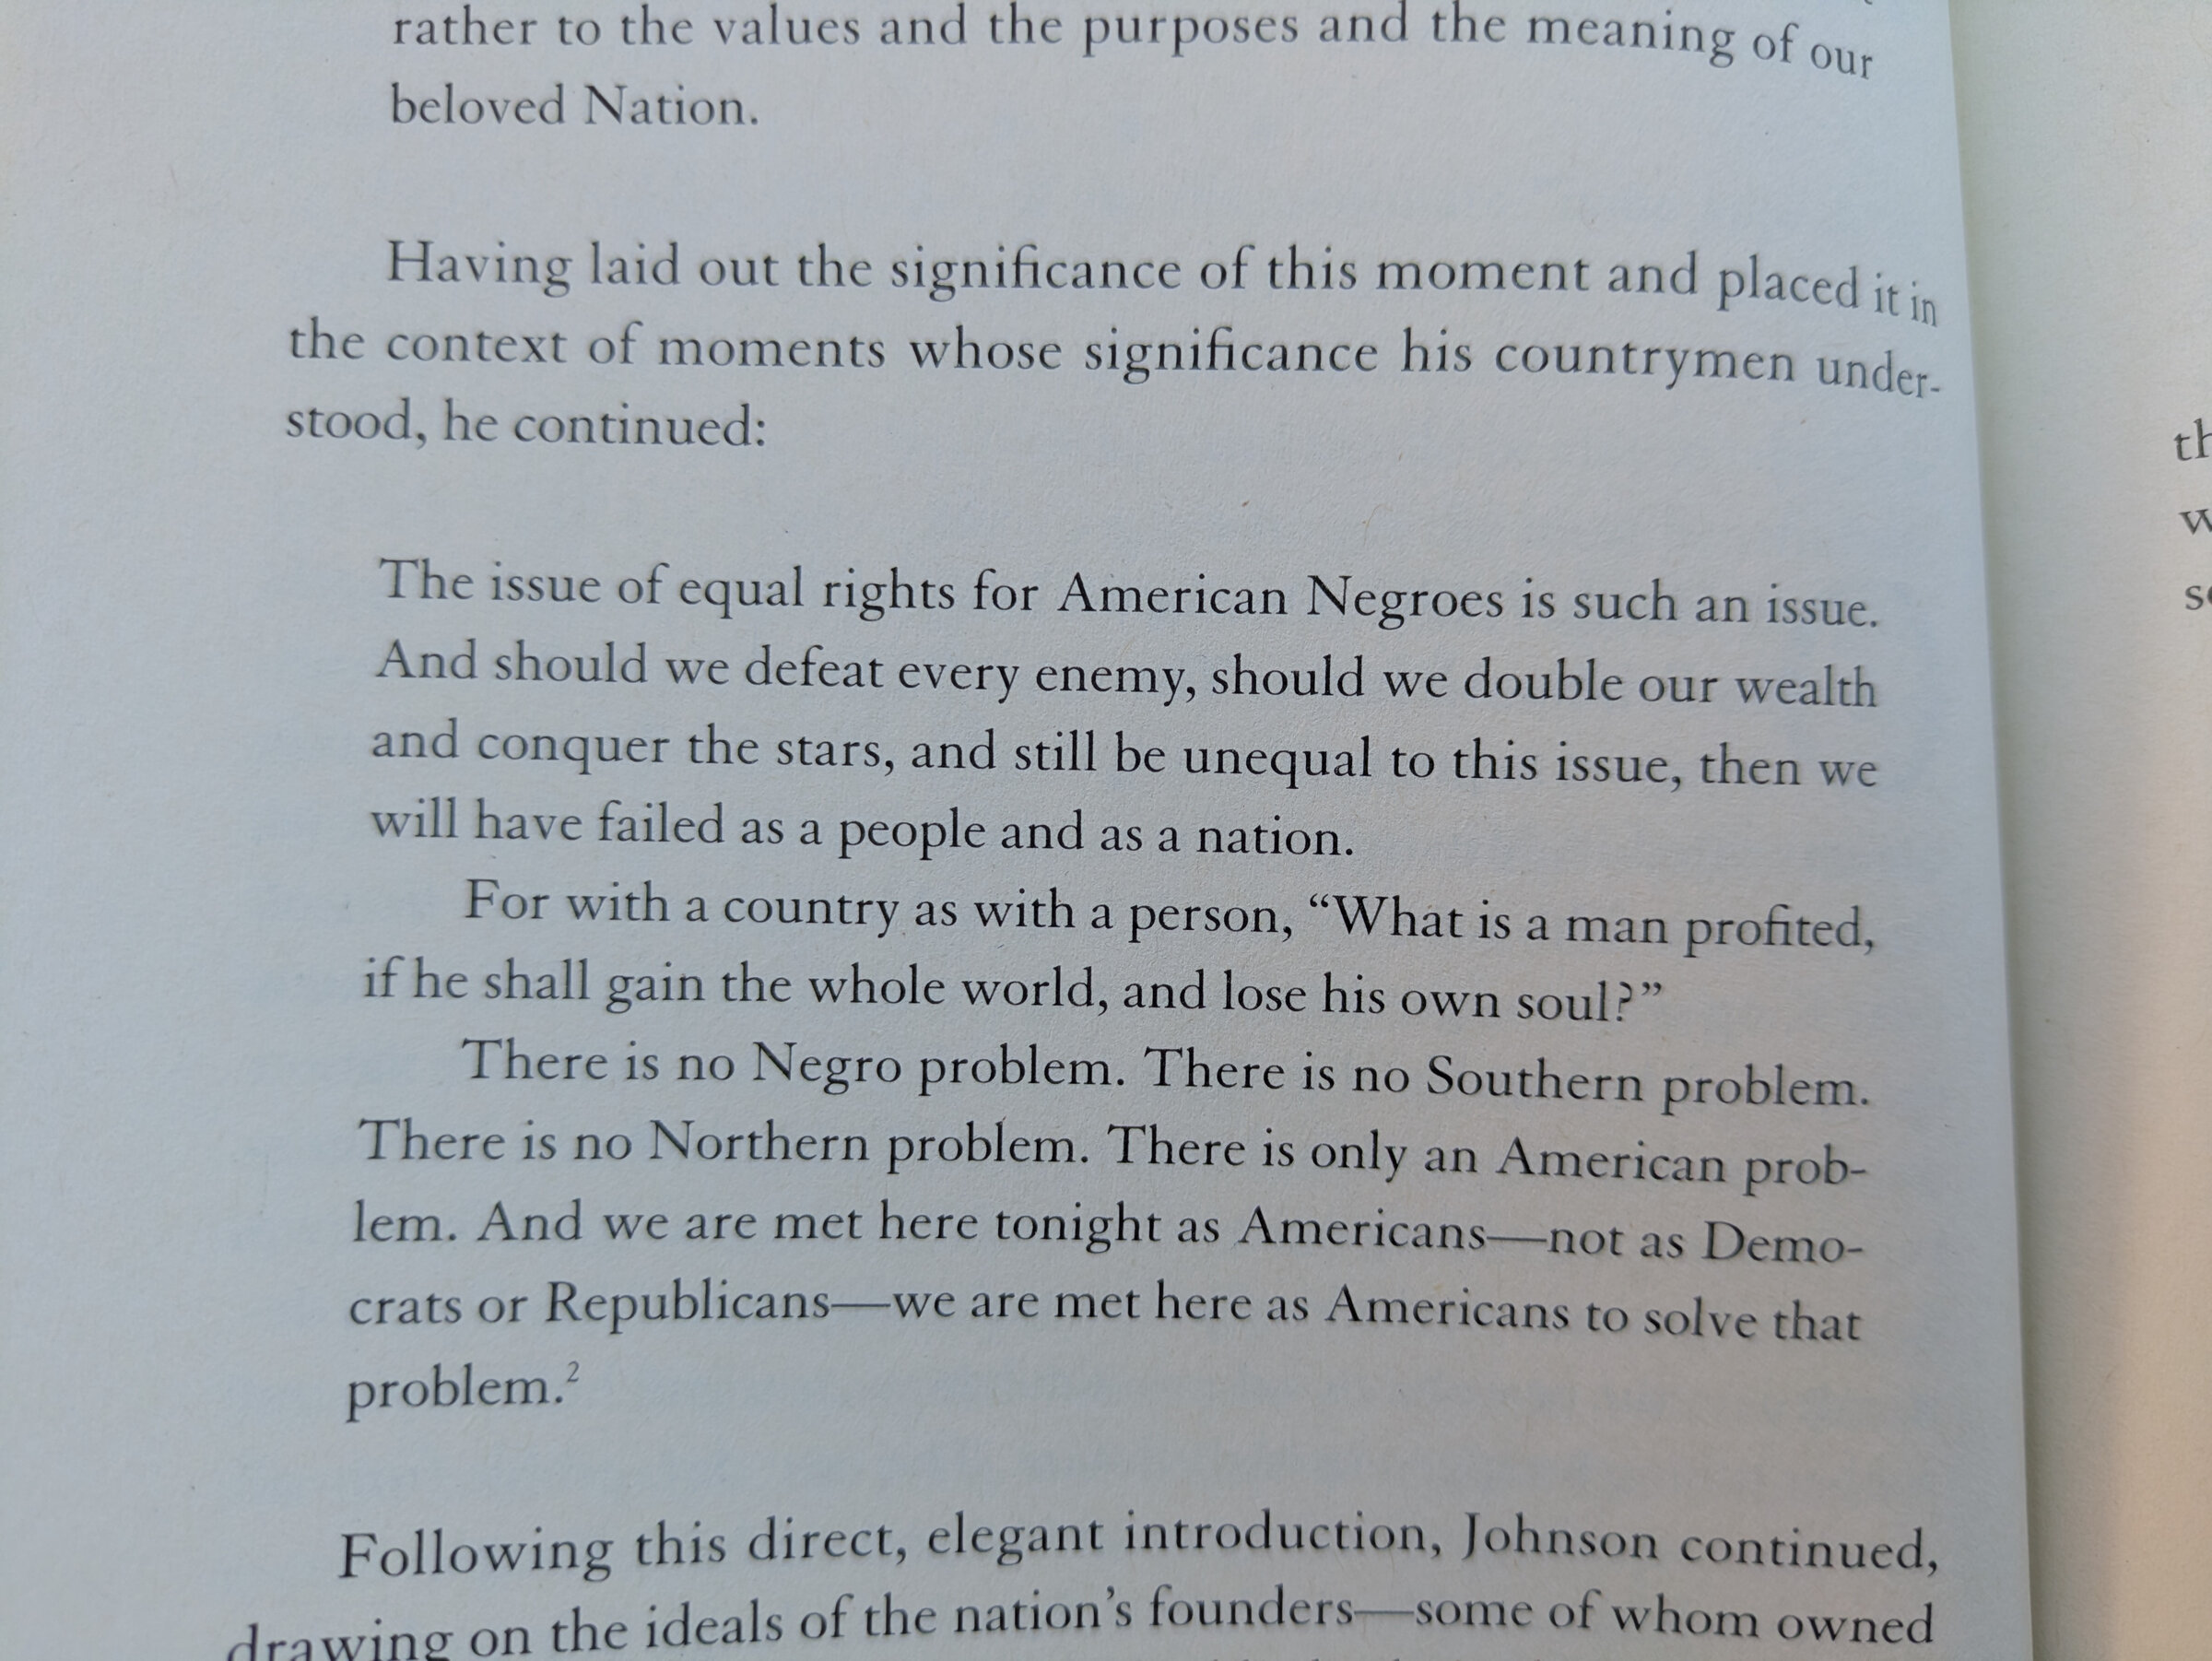 rather to the values and the purposes and the meaning of our
beloved Nation.
Having laid out the significance of this moment and placed it in
the context of moments whose significance his countrymen under-
stood, he continued:
The issue of equal rights for American Negroes is such an issue.
And should we defeat every enemy, should we double our wealth
and conquer the stars, and still be unequal to this issue, then we
will have failed as a people and as a nation.
For with a country as with a person, “What is a man profited,
if he shall gain the whole world, and lose his own soul?”
There is no Negro problem. There is no Southern problem.
There is no Northern problem. There is only an American prob-
lem. And we are met here tonight as Americans—not as Demo-
crats or Republicans—we are met here as Americans to solve that
problem.²
Following this direct, elegant introduction, Johnson continued,
drawing on the ideals of the nation’s founders—some of whom owned